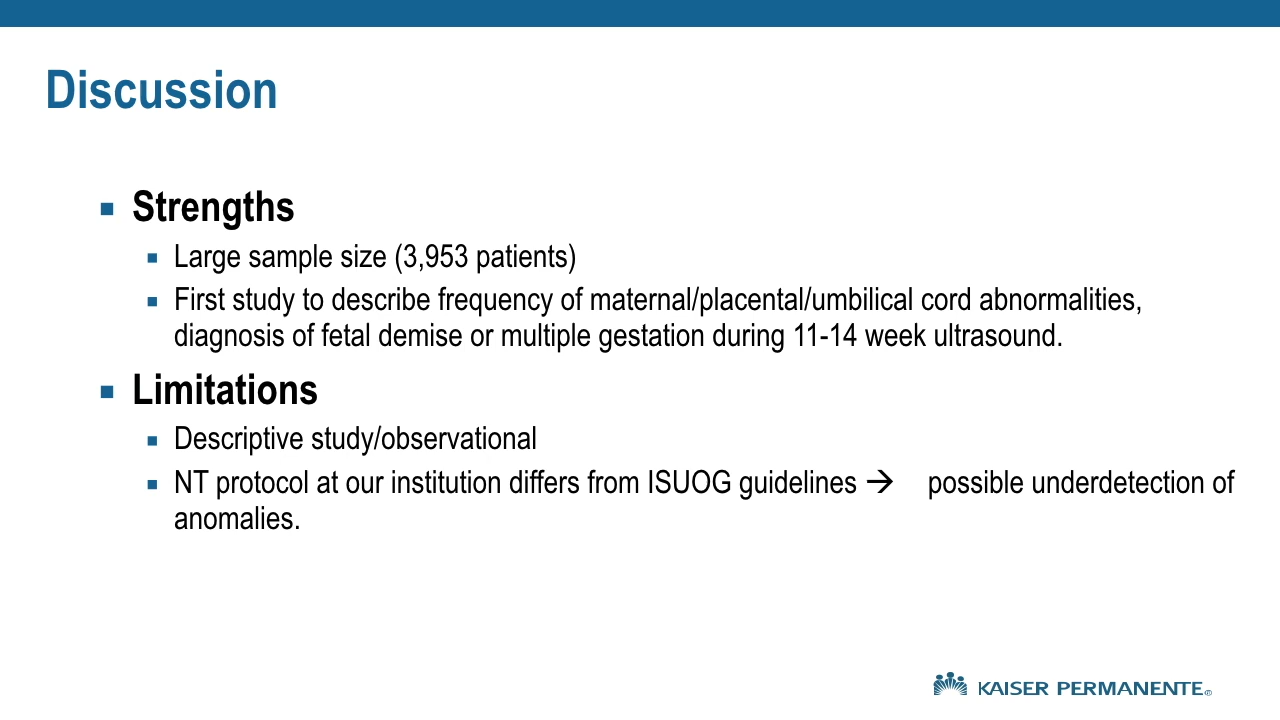 Discussion
Strengths
Large sample size (3,953 patients)
First study to describe frequency of maternal/placental/umbilical cord abnormalities,
diagnosis of fetal demise or multiple gestation during 11-14 week ultrasound.
Limitations
Descriptive study/observational
NT protocol at our institution differs from ISUOG guidelines → possible underdetection of
anomalies.
KAISER PERMANENTE®